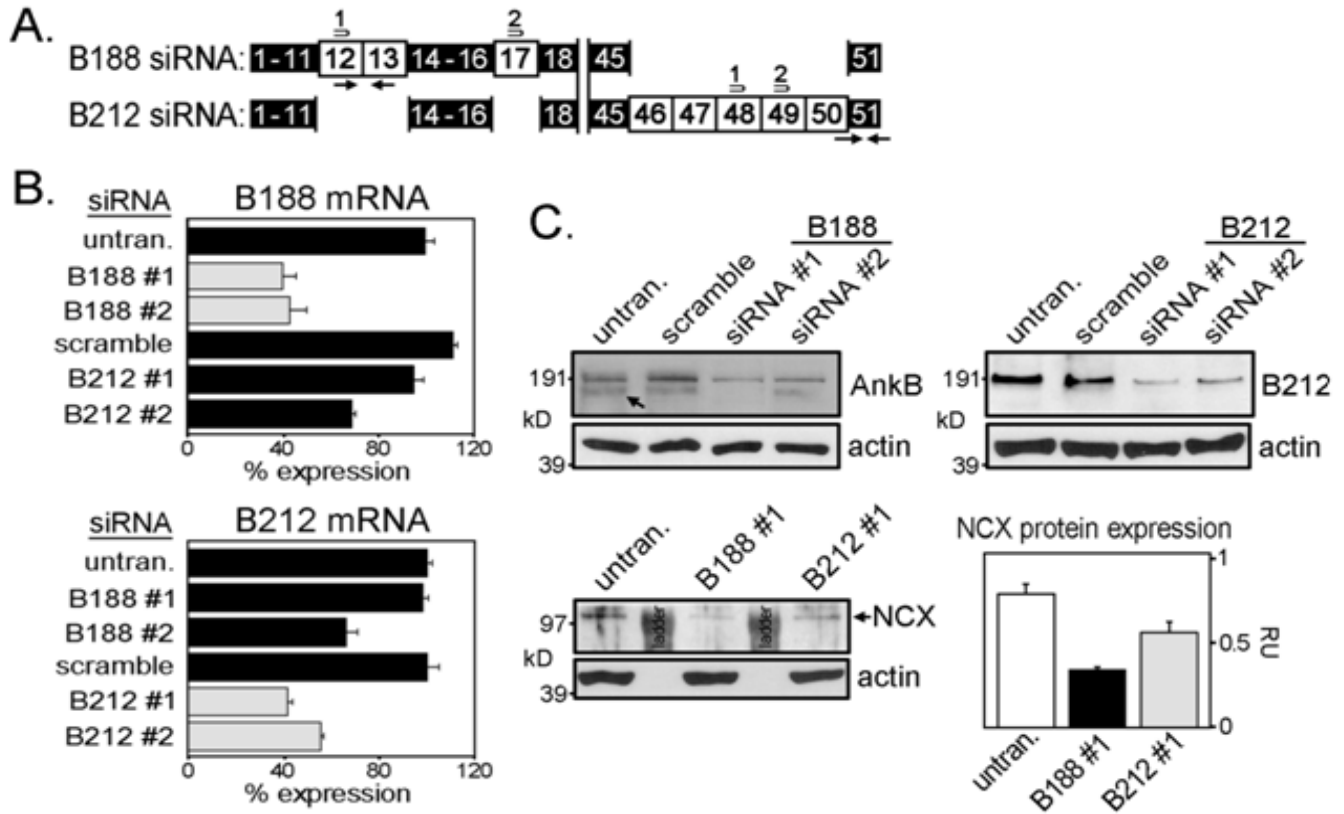 A.
1 2
B188 siRNA: 1-11 12 13 14-16 17 18 45 51
1 2
B212 siRNA: 1-11 14-16 18 45 46 47 48 49 50 51
B.
siRNA B188 mRNA
untran.
B188 #1
B188 #2
scramble
B212 #1
B212 #2
0 40 80 120
% expression
siRNA B212 mRNA
untran.
B188 #1
B188 #2
scramble
B212 #1
B212 #2
0 40 80 120
% expression
C.
B188
untran. scramble siRNA #1 siRNA #2
191 AnkB
kD
actin
39
B212
untran. scramble siRNA #1 siRNA #2
191 B212
kD
actin
39
untran. B188 #1 B212 #1
97 ladder ladder NCX
kD
actin
39
NCX protein expression
1
0.5
0
RU
untran. B188 #1 B212 #1